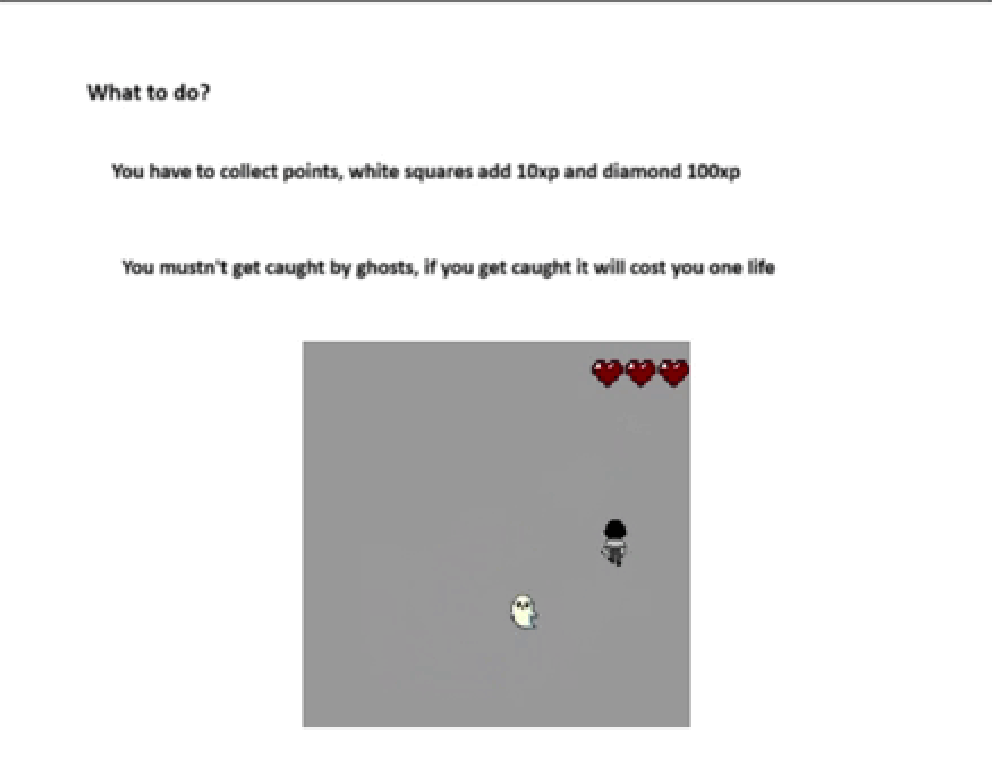 What to do?
You have to collect points, white squares add 10xp and diamond 100xp
You mustn't get caught by ghosts, if you get caught it will cost you one life